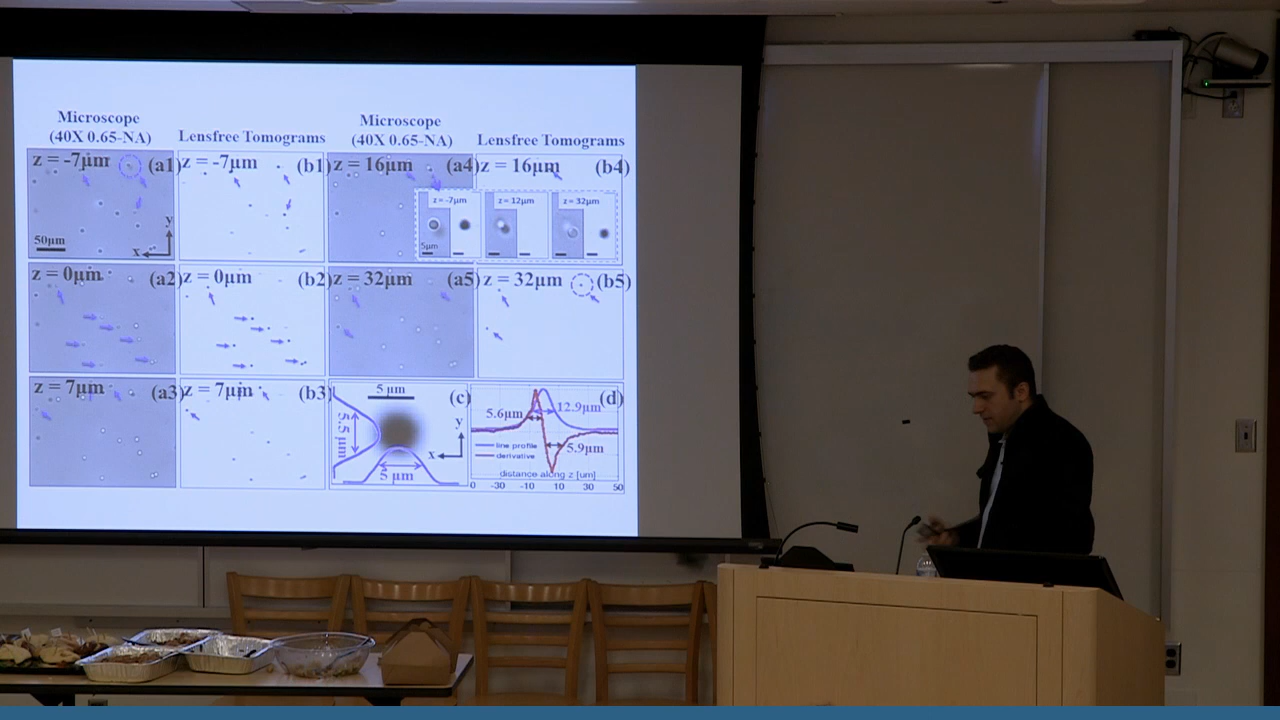 Microscope
(40X 0.65-NA)
Lensfree Tomograms
Microscope
(40X 0.65-NA)
Lensfree Tomograms
z = -7µm (a1)
50µm
x
y
z = -7µm (b1)
z = 16µm (a4)
z = 16µm (b4)
z = -7µm
5µm
z = 12µm
z = 32µm
z = 0µm (a2)
z = 0µm (b2)
z = 32µm (a5)
z = 32µm (b5)
z = 7µm (a3)
z = 7µm (b3)
5 µm
(c)
5.5 µm
5 µm
x
y
(d)
5.6µm
12.9µm
5.9µm
line profile
derivative
distance along z [um]
-30 -10 10 30 50